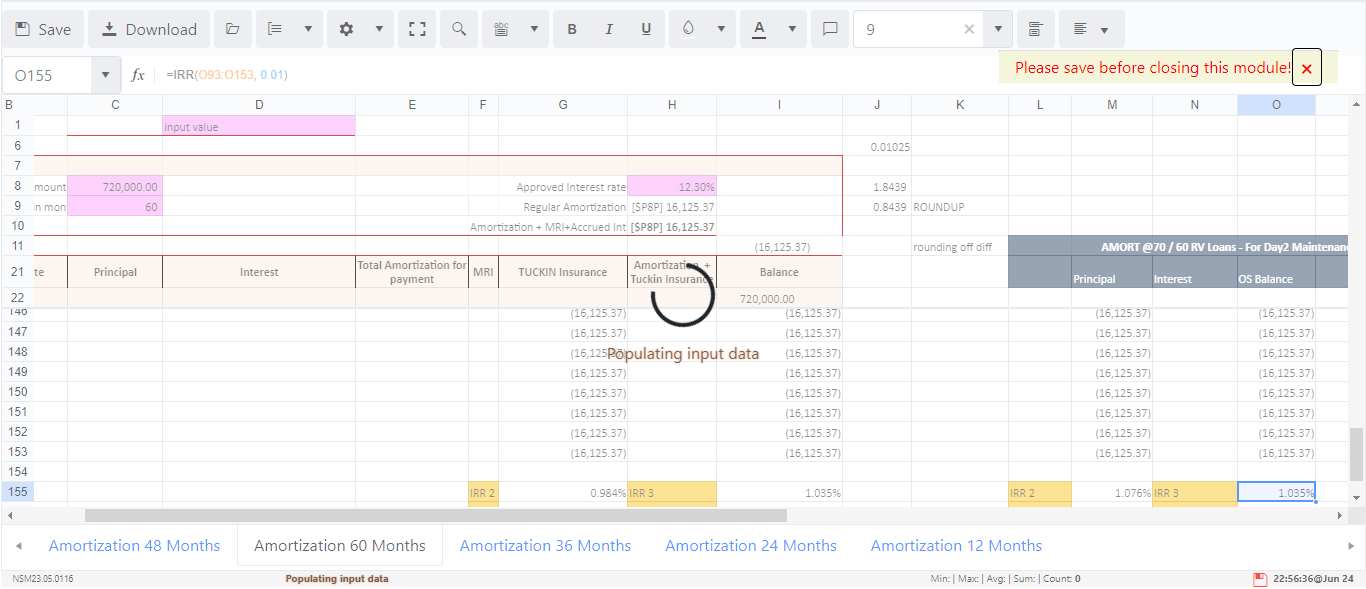 Save Download abc B I U A 9
Please save before closing this module! ×
O155 fx =IRR(O93:O153, 0.01)
B C D E F G H I J K L M N O
1 input value
6 0.01025
7
8 mount 720,000.00 Approved Interest rate 12.30% 1.8439
9 n mon 60 Regular Amortization [$P8P] 16,125.37 0.8439 ROUNDUP
10 Amortization + MRI+Accrued Int [$P8P] 16,125.37
11 (16,125.37) rounding off diff AMORT @70 / 60 RV Loans - For Day2 Maintenanc
21 te Principal Interest Total Amortization for payment MRI TUCKIN Insurance Amortization + Tuckin Insurance Balance Principal Interest OS Balance
22 720,000.00
146 (16,125.37) (16,125.37) (16,125.37) (16,125.37)
147 (16,125.37) (16,125.37) (16,125.37) (16,125.37)
148 (16,125.37) (16,125.37) (16,125.37) (16,125.37)
Populating input data
149 (16,125.37) (16,125.37) (16,125.37) (16,125.37)
150 (16,125.37) (16,125.37) (16,125.37) (16,125.37)
151 (16,125.37) (16,125.37) (16,125.37) (16,125.37)
152 (16,125.37) (16,125.37) (16,125.37) (16,125.37)
153 (16,125.37) (16,125.37) (16,125.37) (16,125.37)
154
155 IRR 2 0.984% IRR 3 1.035% IRR 2 1.076% IRR 3 1.035%
Amortization 48 Months Amortization 60 Months Amortization 36 Months Amortization 24 Months Amortization 12 Months
NSM23.05.0116 Populating input data Min: | Max: | Avg: | Sum: | Count: 0 22:56:36@Jun 24